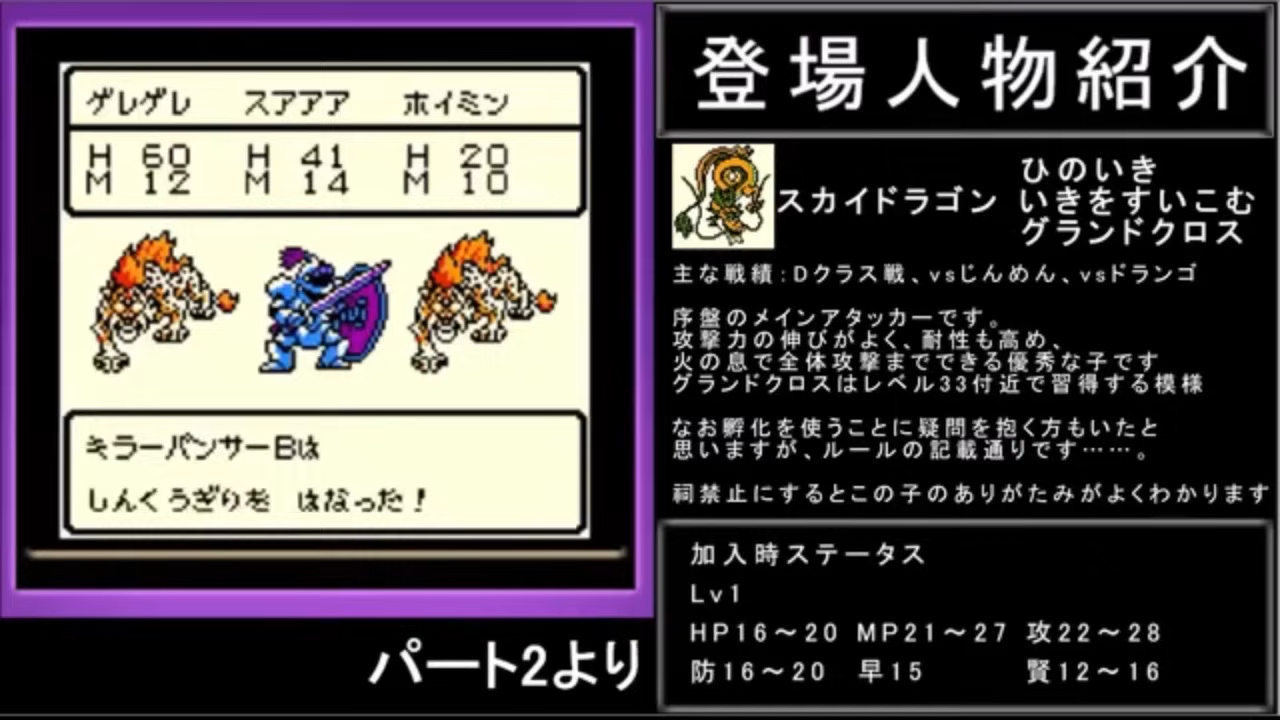 ゲレゲレ スアアア ホイミン
H 60 H 41 H 20
M 12 M 14 M 10
キラーパンサーBは
しんくうぎりを はなった！
パート2より
登場人物紹介
スカイドラゴン
ひのいき
いきをすいこむ
グランドクロス
主な戦績:Dクラス戦、vsじんめん、vsドランゴ
序盤のメインアタッカーです。
攻撃力の伸びがよく、耐性も高め、
火の息で全体攻撃までできる優秀な子です
グランドクロスはレベル33付近で習得する模様
なお孵化を使うことに疑問を抱く方もいたと
思いますが、ルールの記載通りです……。
祠禁止にするとこの子のありがたみがよくわかります
加入時ステータス
Lv1
HP16～20 MP21～27 攻22～28
防16～20 早15 賢12～16